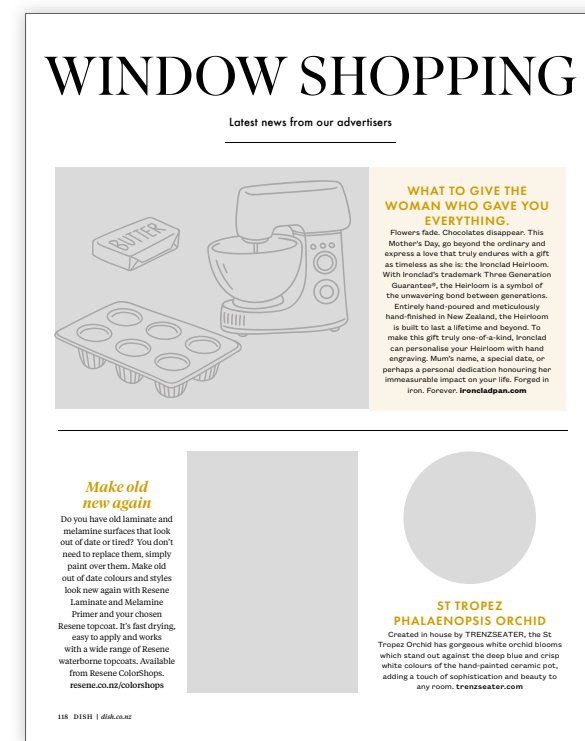 WINDOW SHOPPING
Latest news from our advertisers
BUTTER
WHAT TO GIVE THE
WOMAN WHO GAVE YOU
EVERYTHING.
Flowers fade. Chocolates disappear. This
Mother's Day, go beyond the ordinary and
express a love that truly endures with a gift
as timeless as she is: the Ironclad Heirloom.
With Ironclad's trademark Three Generation
Guarantee®, the Heirloom is a symbol of
the unwavering bond between generations.
Entirely hand-poured and meticulously
hand-finished in New Zealand, the Heirloom
is built to last a lifetime and beyond. To
make this gift truly one-of-a-kind, Ironclad
can personalise your Heirloom with hand
engraving. Mum's name, a special date, or
perhaps a personal dedication honouring her
immeasurable impact on your life. Forged in
iron. Forever. ironcladpan.com
Make old
new again
Do you have old laminate and
melamine surfaces that look
out of date or tired? You don't
need to replace them, simply
paint over them. Make old
out of date colours and styles
look new again with Resene
Laminate and Melamine
Primer and your chosen
Resene topcoat. It's fast drying,
easy to apply and works
with a wide range of Resene
waterborne topcoats. Available
from Resene ColorShops.
resene.co.nz/colorshops
ST TROPEZ
PHALAENOPSIS ORCHID
Created in house by TRENZSEATER, the St
Tropez Orchid has gorgeous white orchid blooms
which stand out against the deep blue and crisp
white colours of the hand-painted ceramic pot,
adding a touch of sophistication and beauty to
any room. trenzseater.com
118 DISH | dish.co.nz